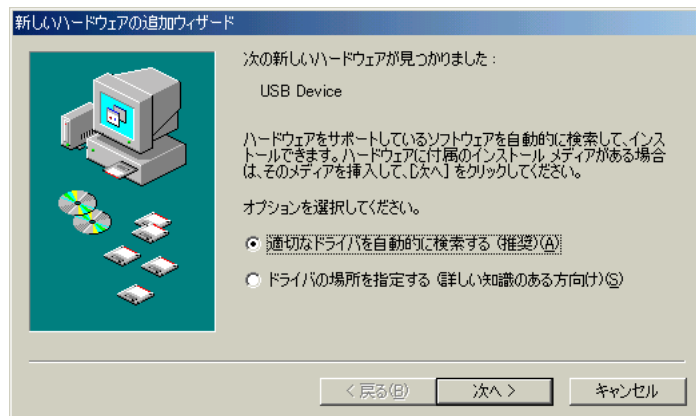 新しいハードウェアの追加ウィザード
次の新しいハードウェアが見つかりました：
USB Device
ハードウェアをサポートしているソフトウェアを自動的に検索して、インス
トールできます。ハードウェアに付属のインストール メディアがある場合
は、そのメディアを挿入して、[次へ] をクリックしてください。
オプションを選択してください。
適切なドライバを自動的に検索する (推奨)(A)
ドライバの場所を指定する (詳しい知識のある方向け)(S)
< 戻る(B)
次へ >
キャンセル